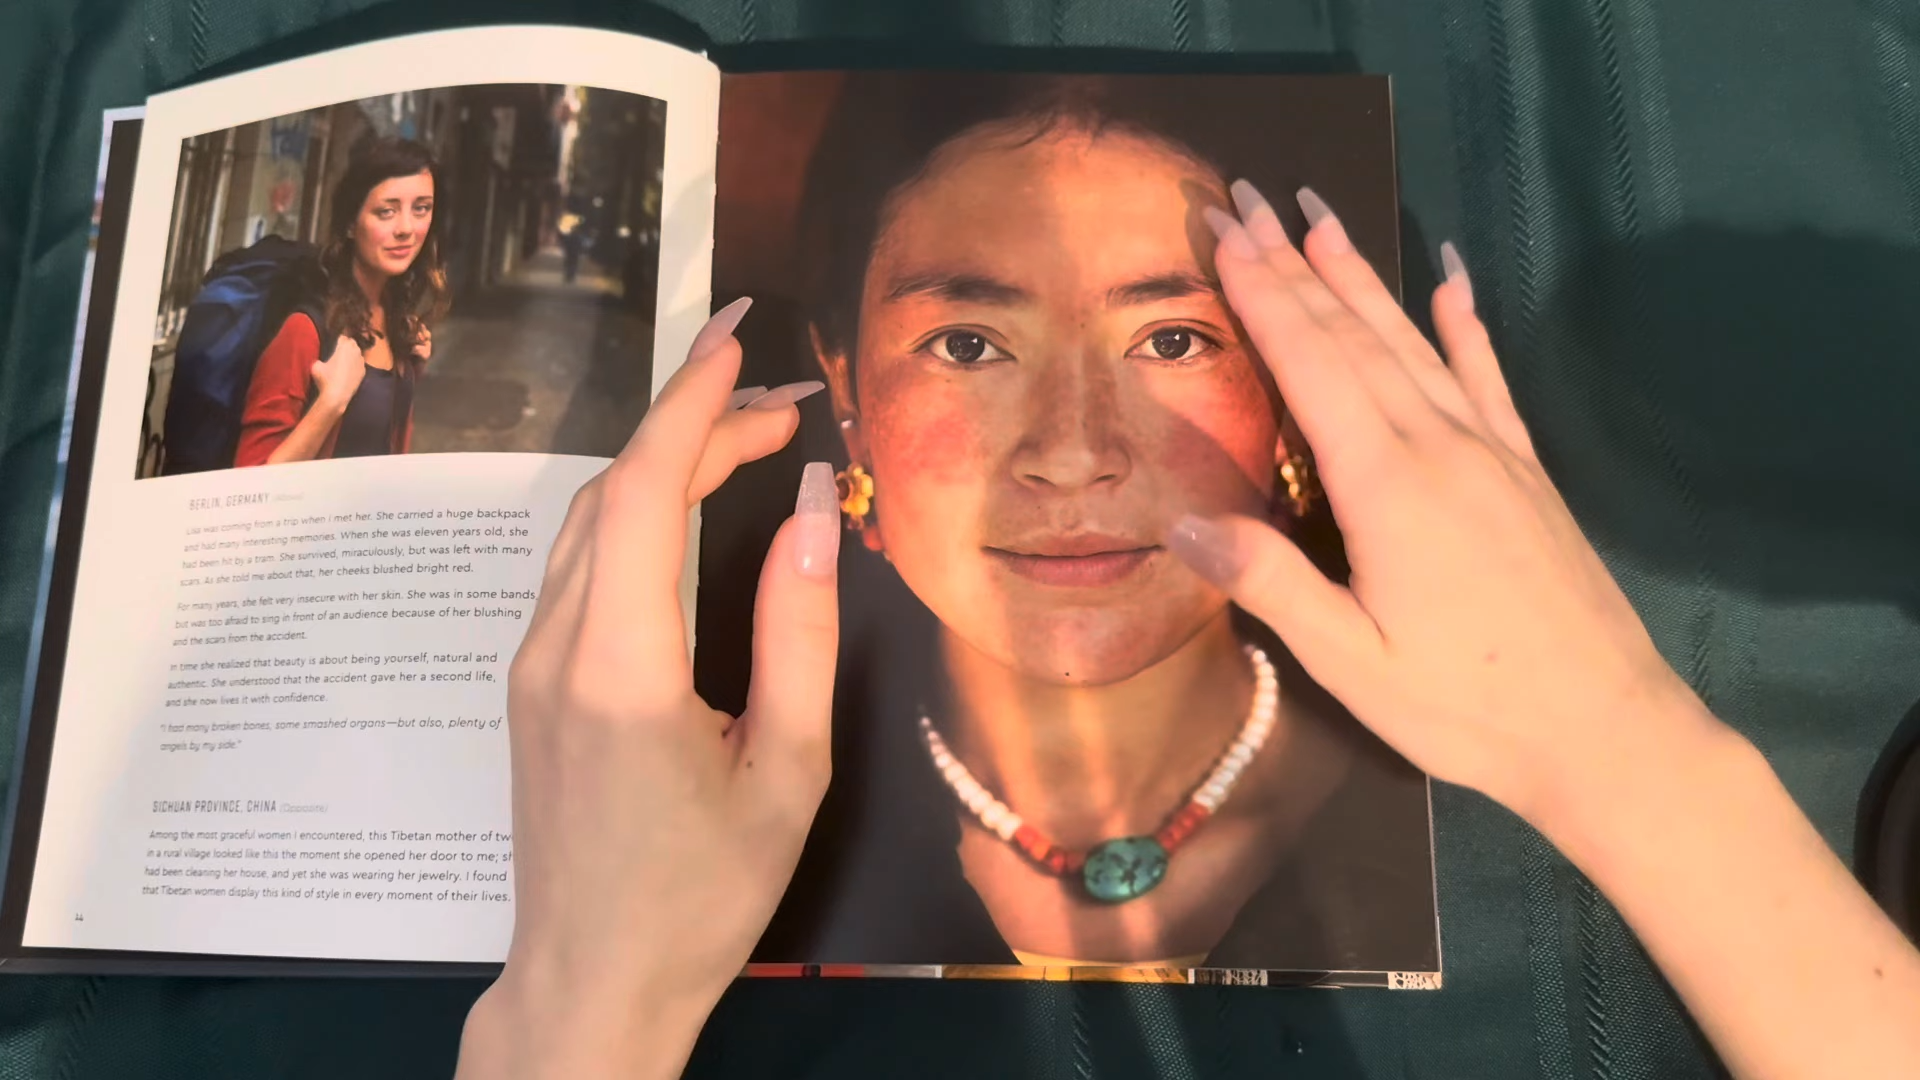 BERLIN, GERMANY (Above)
Lisa was coming from a trip when I met her. She carried a huge backpack
and had many interesting memories. When she was eleven years old, she
had been hit by a tram. She survived, miraculously, but was left with many
scars. As she told me about that, her cheeks blushed bright red.
For many years, she felt very insecure with her skin. She was in some bands,
but was too afraid to sing in front of an audience because of her blushing
and the scars from the accident.
In time she realized that beauty is about being yourself, natural and
authentic. She understood that the accident gave her a second life,
and she now lives it with confidence.
"I had many broken bones, some smashed organs—but also, plenty of
angels by my side."
SICHUAN PROVINCE, CHINA (Opposite)
Among the most graceful women I encountered, this Tibetan mother of
in a rural village looked like this the moment she opened her door to me;
had been cleaning her house, and yet she was wearing her jewelry. I found
that Tibetan women display this kind of style in every moment of their lives.